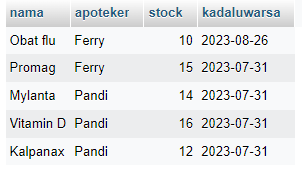 nama apoteker stock kadaluwarsa
Obat flu Ferry 10 2023-08-26
Promag Ferry 15 2023-07-31
Mylanta Pandi 14 2023-07-31
Vitamin D Pandi 16 2023-07-31
Kalpanax Pandi 12 2023-07-31